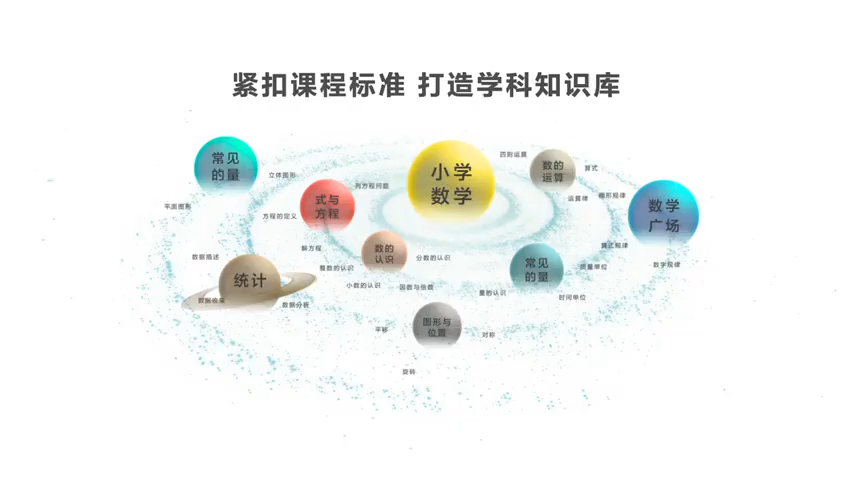 紧扣课程标准 打造学科知识库
常见
的量
立体图形
平面图形
式与
方程
列方程问题
方程的定义
解方程
小学
数学
四则运算
数的
运算
算式
运算律
图形规律
数学
广场
算式规律
数字规律
数据描述
统计
数据收集
数据分析
数的
认识
整数的认识
分数的认识
小数的认识
因数与倍数
常见
的量
质量单位
量的认识
时间单位
图形与
位置
平移
对称
旋转